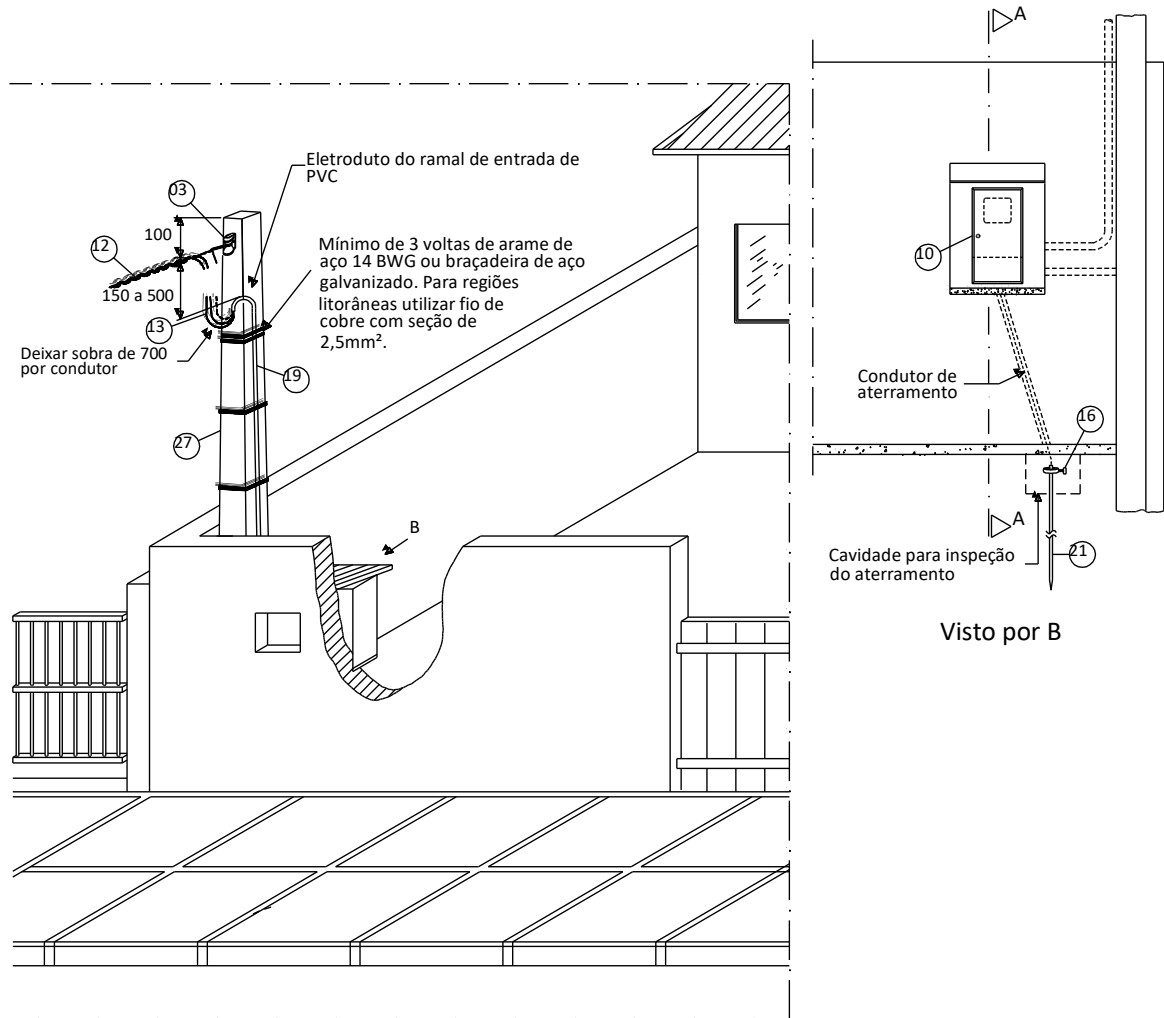 A
Eletroduto do ramal de entrada de
PVC
03
100
12
Mínimo de 3 voltas de arame de
aço 14 BWG ou braçadeira de aço
galvanizado. Para regiões
litorâneas utilizar fio de
cobre com seção de
2,5mm².
150 a 500
13
Deixar sobra de 700
por condutor
19
27
B
10
Condutor de
aterramento
16
A
Cavidade para inspeção
do aterramento
21
Visto por B